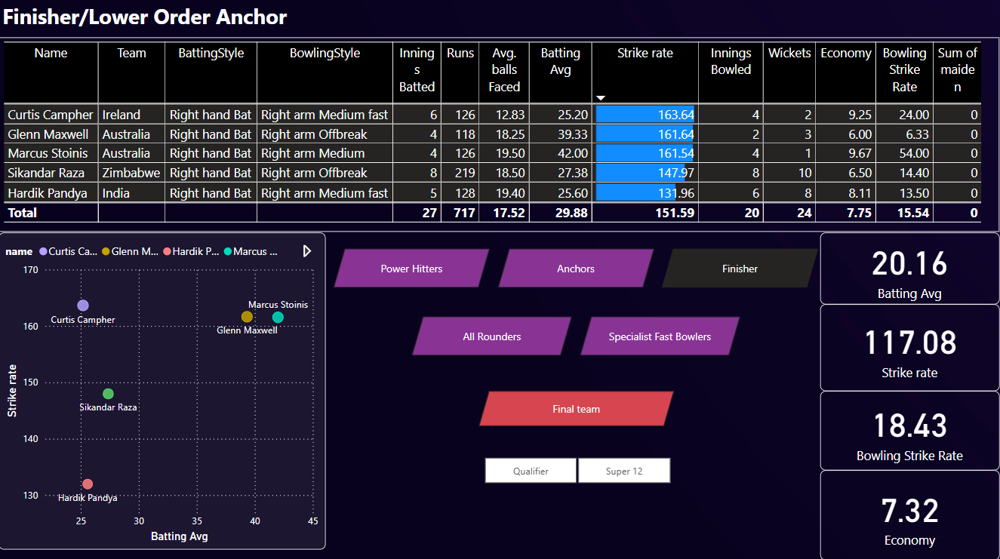 Finisher/Lower Order Anchor
Name Team BattingStyle BowlingStyle Innings Batted Runs Avg. balls Faced Batting Avg Strike rate Innings Bowled Wickets Economy Bowling Strike Rate Sum of maiden
Curtis Campher Ireland Right hand Bat Right arm Medium fast 6 126 12.83 25.20 163.64 4 2 9.25 24.00 0
Glenn Maxwell Australia Right hand Bat Right arm Offbreak 4 118 18.25 39.33 161.64 2 3 6.00 6.33 0
Marcus Stoinis Australia Right hand Bat Right arm Medium 4 126 19.50 42.00 161.54 4 1 9.67 54.00 0
Sikandar Raza Zimbabwe Right hand Bat Right arm Offbreak 8 219 18.50 27.38 147.97 8 10 6.50 14.40 0
Hardik Pandya India Right hand Bat Right arm Medium fast 5 128 19.40 25.60 131.96 6 8 8.11 13.50 0
Total 27 717 17.52 29.88 151.59 20 24 7.75 15.54 0
name Curtis Ca... Glenn M... Hardik P... Marcus ...
170
160
150
140
130
Strike rate
Curtis Campher
Marcus Stoinis
Glenn Maxwell
Sikandar Raza
Hardik Pandya
25 30 35 40 45
Batting Avg
Power Hitters
Anchors
Finisher
All Rounders
Specialist Fast Bowlers
Final team
Qualifier
Super 12
20.16
Batting Avg
117.08
Strike rate
18.43
Bowling Strike Rate
7.32
Economy